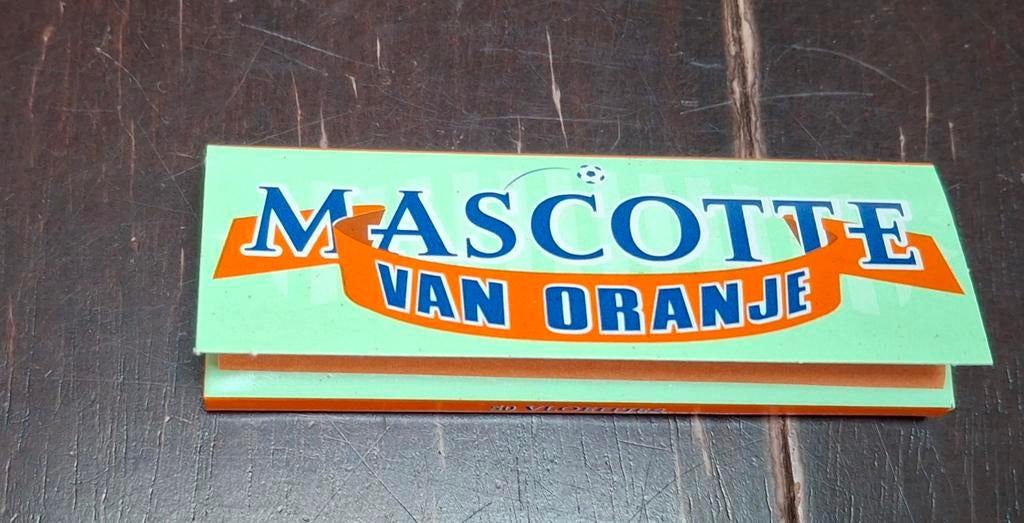 MASCOTTE
VAN ORANJE